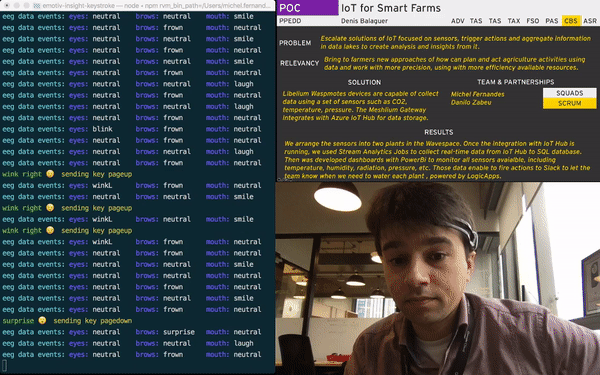 emotiv-insight-keystroke — node • npm rvm_bin_path=/Users/michel.fernand...
eeg data events: eyes: neutral brows: neutral mouth: smile
eeg data events: eyes: neutral brows: neutral mouth: neutral
eeg data events: eyes: neutral brows: frown mouth: neutral
eeg data events: eyes: neutral brows: neutral mouth: laugh
eeg data events: eyes: neutral brows: frown mouth: neutral
eeg data events: eyes: neutral brows: neutral mouth: smile
eeg data events: eyes: neutral brows: frown mouth: neutral
eeg data events: eyes: neutral brows: neutral mouth: laugh
eeg data events: eyes: neutral brows: frown mouth: neutral
eeg data events: eyes: blink brows: frown mouth: neutral
eeg data events: eyes: neutral brows: frown mouth: neutral
eeg data events: eyes: neutral brows: neutral mouth: laugh
eeg data events: eyes: neutral brows: frown mouth: neutral
wink right 😉 sending key pageup
eeg data events: eyes: winkL brows: frown mouth: neutral
eeg data events: eyes: winkL brows: neutral mouth: smile
wink right 😉 sending key pageup
eeg data events: eyes: winkL brows: neutral mouth: smile
wink right 😉 sending key pageup
eeg data events: eyes: winkL brows: frown mouth: neutral
eeg data events: eyes: neutral brows: frown mouth: neutral
eeg data events: eyes: neutral brows: neutral mouth: smile
eeg data events: eyes: neutral brows: frown mouth: neutral
eeg data events: eyes: neutral brows: neutral mouth: smile
eeg data events: eyes: neutral brows: frown mouth: neutral
surprise 😮 sending key pagedown
eeg data events: eyes: neutral brows: surprise mouth: neutral
eeg data events: eyes: neutral brows: neutral mouth: laugh
eeg data events: eyes: neutral brows: frown mouth: neutral
POC IoT for Smart Farms
PPEDD Denis Balaguer ADV TAS TAS TAX FSO PAS CBS ASR
PROBLEM
Escalate solutions of IoT focused on sensors, trigger actions and aggregate information
in data lakes to create analysis and insights from it.
RELEVANCY
Bring to farmers new approaches of how can plan and act agriculture activities using
data and work with more precision, using with more efficiency available resources.
SOLUTION
Libelium Waspmotes devices are capable of collect
data using a set of sensors such as CO2,
temperature, pressure. The Meshlium Gateway
integrates with Azure IoT Hub for data storage.
TEAM & PARTNERSHIPS
Michel Fernandes
Danilo Zabeu
SQUADS
SCRUM
RESULTS
We arrange the sensors into two plants in the Wavespace. Once the integration with IoT Hub is
running, we used Stream Analytics Jobs to collect real-time data from IoT Hub to SQL database.
Then was developed dashboards with PowerBi to monitor all sensors avaialble, including
temperature, humidity, radiation, pressure, etc. Those data enable to fire actions to Slack to let the
team know when we need to water each plant , powered by LogicApps.